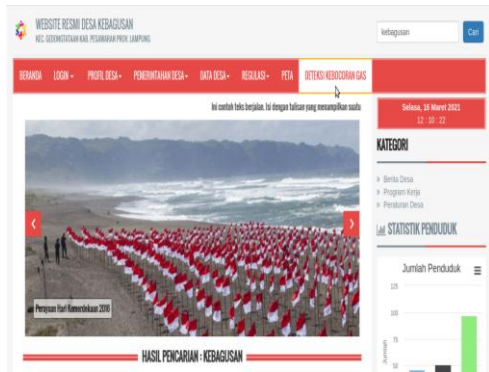 WEBSITE RESMI DESA KEBAGUSAN
KEC. GEDONGTATAAN KAB. PESAWARAN PROV. LAMPUNG
kebagusan
Cari
BERANDA LOGIN PROFIL DESA PEMERINTAHAN DESA DATA DESA REGULASI PETA DETEKSI KEBOCORAN GAS
Ini contoh teks berjalan. Isi dengan tulisan yang menampilkan suatu
Selasa, 16 Maret 2021
12 : 10 : 22
KATEGORI
Berita Desa
Program Kerja
Peraturan Desa
STATISTIK PENDUDUK
Jumlah Penduduk
125
100
75
50
Jumlah
Perayaan Hari Kemerdekaan 2016
HASIL PENCARIAN : KEBAGUSAN